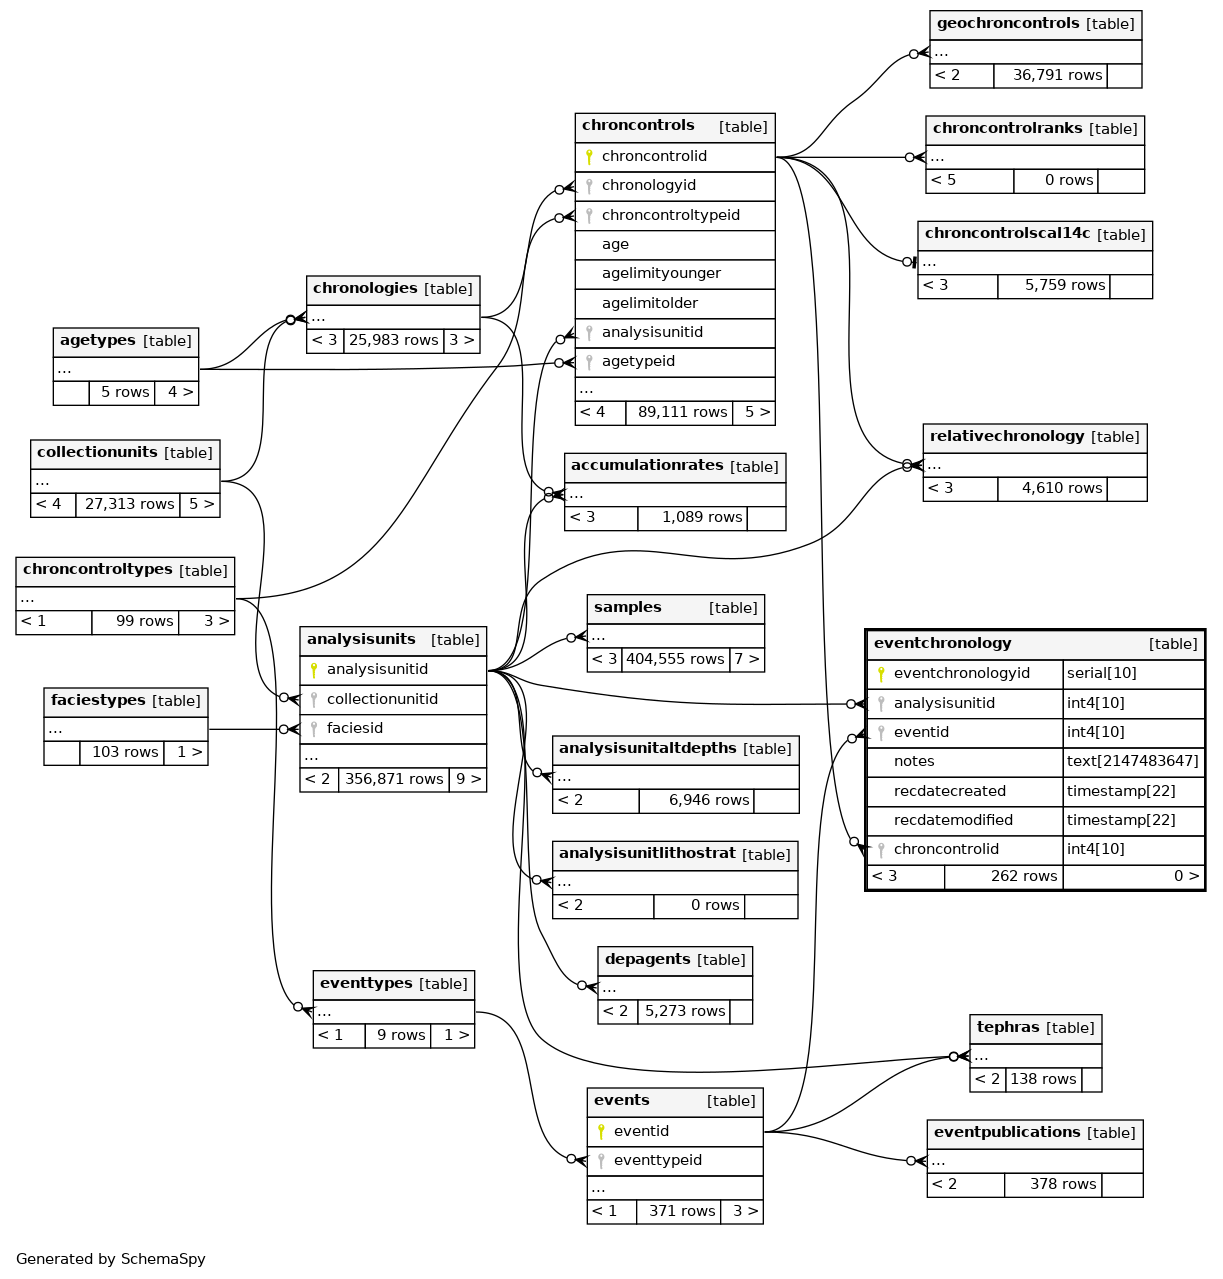 geochroncontrols [table]
...
< 2 36,791 rows
chroncontrolranks [table]
...
< 5 0 rows
chroncontrolscal14c [table]
...
< 3 5,759 rows
chroncontrols [table]
chroncontrolid
chronologyid
chroncontroltypeid
age
agelimityounger
agelimitolder
analysisunitid
agetypeid
...
< 4 89,111 rows 5 >
chronologies [table]
...
< 3 25,983 rows 3 >
agetypes [table]
...
5 rows 4 >
collectionunits [table]
...
< 4 27,313 rows 5 >
relativechronology [table]
...
< 3 4,610 rows
accumulationrates [table]
...
< 3 1,089 rows
chroncontroltypes [table]
...
< 1 99 rows 3 >
samples [table]
...
< 3 404,555 rows 7 >
analysisunits [table]
analysisunitid
collectionunitid
faciesid
...
< 2 356,871 rows 9 >
faciestypes [table]
...
103 rows 1 >
eventchronology [table]
eventchronologyid serial[10]
analysisunitid int4[10]
eventid int4[10]
notes text[2147483647]
recdatecreated timestamp[22]
recdatemodified timestamp[22]
chroncontrolid int4[10]
< 3 262 rows 0 >
analysisunitaltdepths [table]
...
< 2 6,946 rows
analysisunitlithostrat [table]
...
< 2 0 rows
depagents [table]
...
< 2 5,273 rows
eventtypes [table]
...
< 1 9 rows 1 >
tephras [table]
...
< 2 138 rows
events [table]
eventid
eventtypeid
...
< 1 371 rows 3 >
eventpublications [table]
...
< 2 378 rows
Generated by SchemaSpy